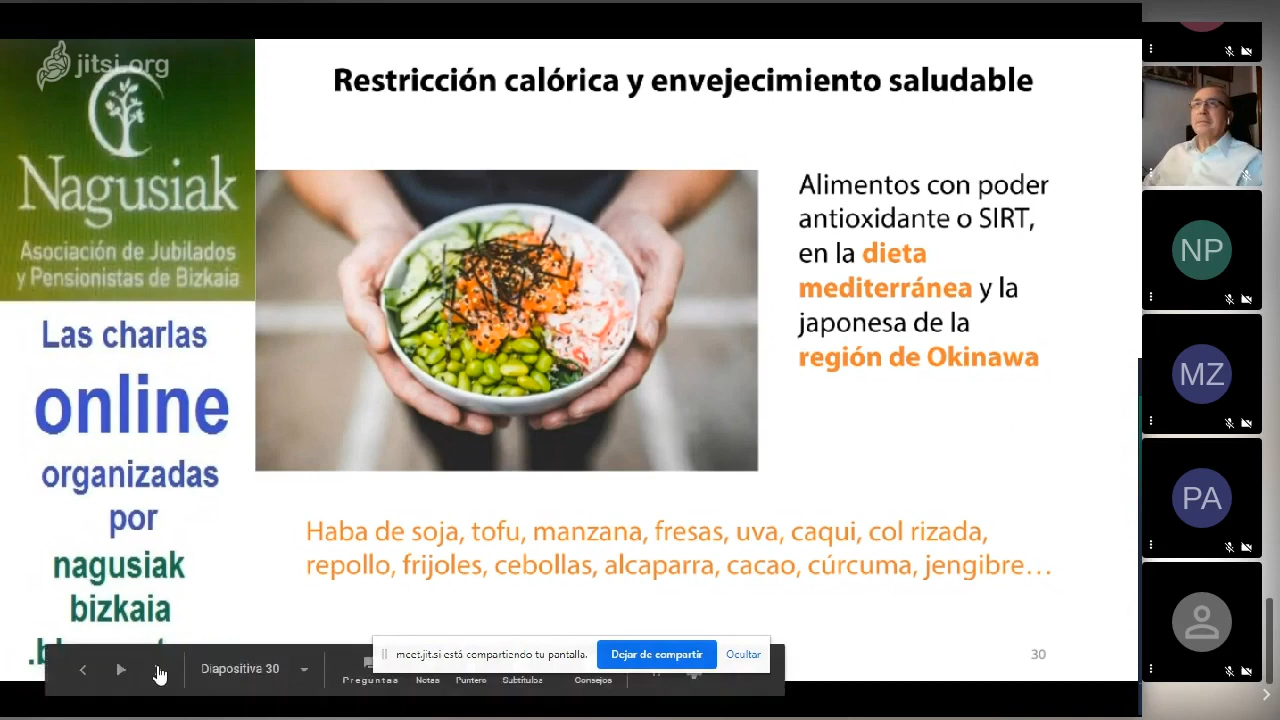 jitsi.org
Nagusiak
Asociación de Jubilados
y Pensionistas de Bizkaia
Las charlas
online
organizadas
por
nagusiak
bizkaia
Restricción calórica y envejecimiento saludable
Alimentos con poder
antioxidante o SIRT,
en la dieta
mediterránea y la
japonesa de la
región de Okinawa
Haba de soja, tofu, manzana, fresas, uva, caqui, col rizada,
repollo, frijoles, cebollas, alcaparra, cacao, cúrcuma, jengibre…
30
meet.jit.si está compartiendo tu pantalla.
Dejar de compartir
Ocultar
Diapositiva 30
Preguntas
Notas
Puntero
Subtítulos
Consejos
NP
MZ
PA